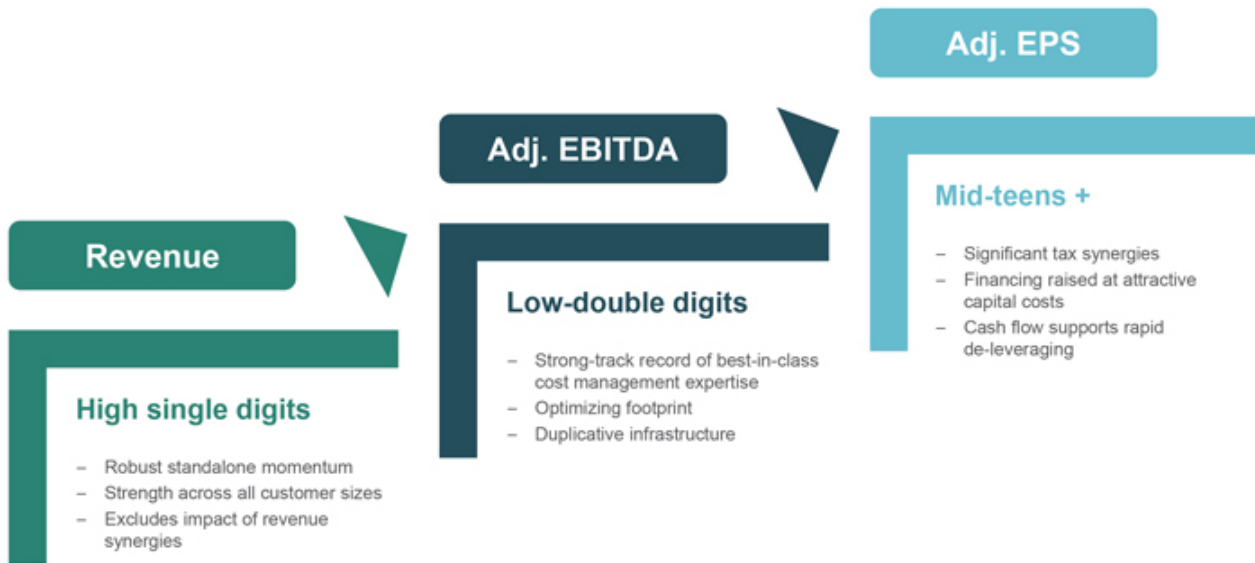 Revenue
High single digits
– Robust standalone momentum
– Strength across all customer sizes
– Excludes impact of revenue
synergies
Adj. EBITDA
Low-double digits
– Strong-track record of best-in-class
cost management expertise
– Optimizing footprint
– Duplicative infrastructure
Adj. EPS
Mid-teens +
– Significant tax synergies
– Financing raised at attractive
capital costs
– Cash flow supports rapid
de-leveraging